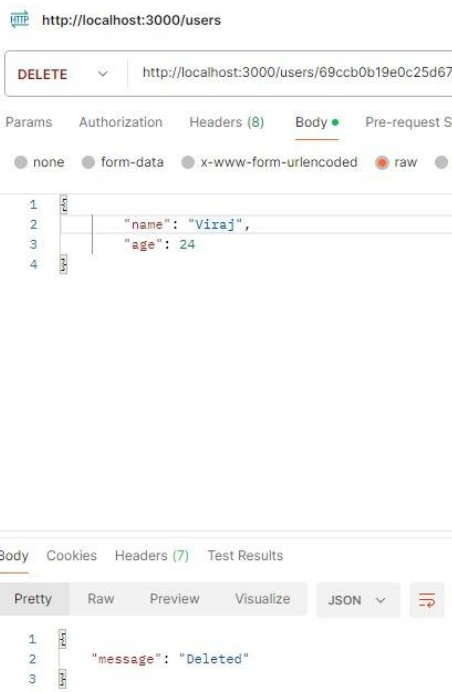 HTTP http://localhost:3000/users
DELETE http://localhost:3000/users/69ccb0b19e0c25d67
Params Authorization Headers (8) Body Pre-request S
none form-data x-www-form-urlencoded raw
1 {
2 "name": "Viraj",
3 "age": 24
4 }
Body Cookies Headers (7) Test Results
Pretty Raw Preview Visualize JSON
1 {
2 "message": "Deleted"
3 }